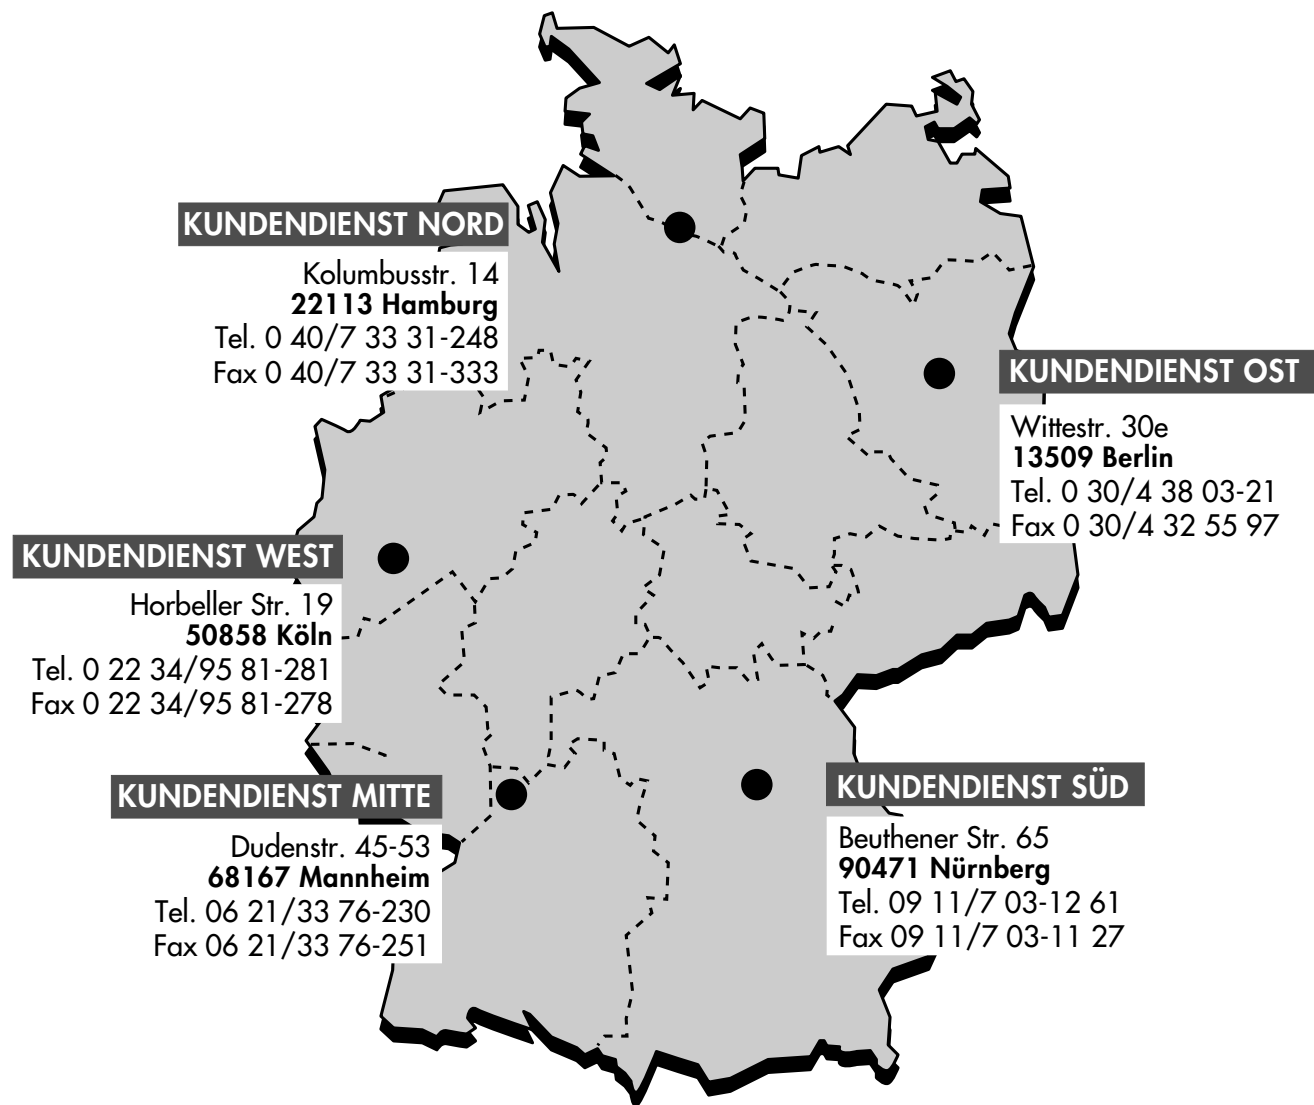 KUNDENDIENST NORD
Kolumbusstr. 14
22113 Hamburg
Tel. 0 40/7 33 31-248
Fax 0 40/7 33 31-333
KUNDENDIENST OST
Wittestr. 30e
13509 Berlin
Tel. 0 30/4 38 03-21
Fax 0 30/4 32 55 97
KUNDENDIENST WEST
Horbeller Str. 19
50858 Köln
Tel. 0 22 34/95 81-281
Fax 0 22 34/95 81-278
KUNDENDIENST MITTE
Dudenstr. 45-53
68167 Mannheim
Tel. 06 21/33 76-230
Fax 06 21/33 76-251
KUNDENDIENST SÜD
Beuthener Str. 65
90471 Nürnberg
Tel. 09 11/7 03-12 61
Fax 09 11/7 03-11 27